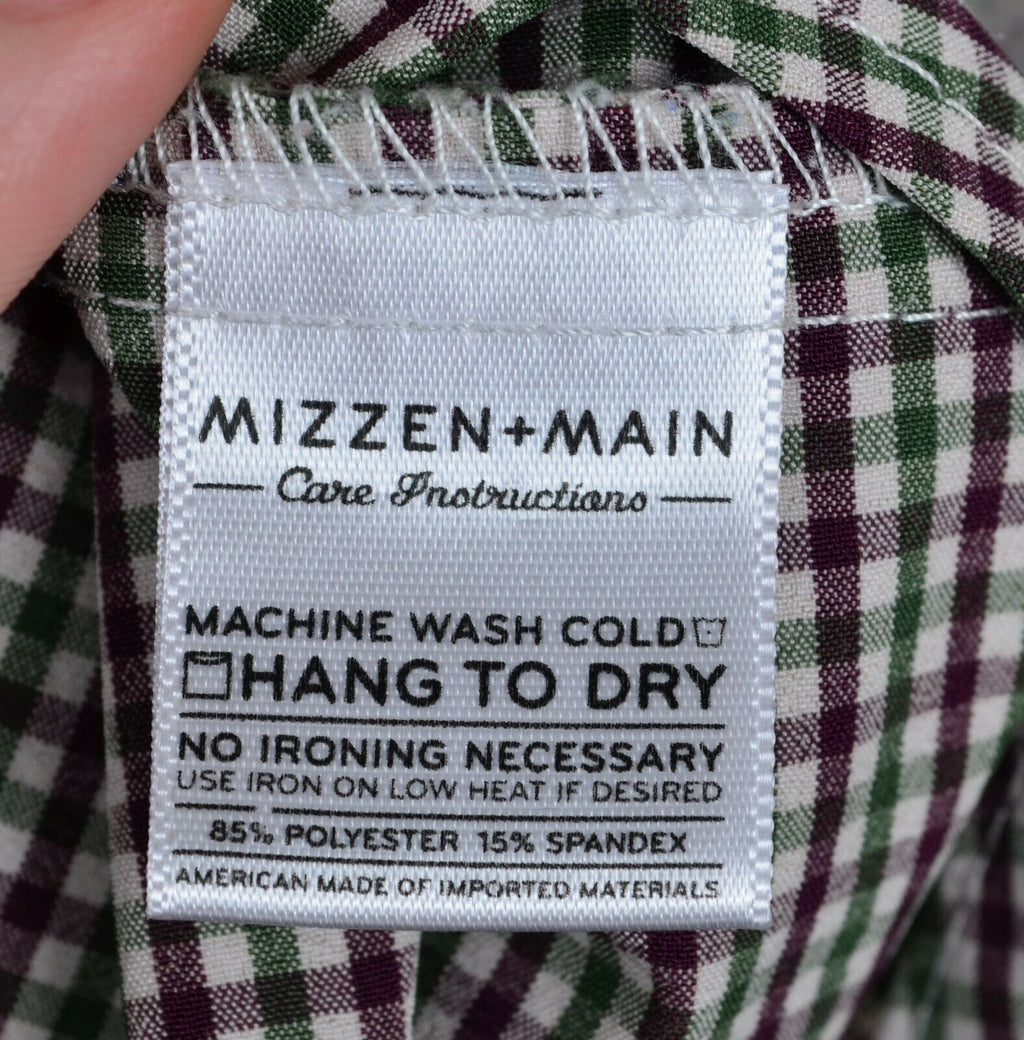 MIZZEN+MAIN
Care Instructions
MACHINE WASH COLD
HANG TO DRY
NO IRONING NECESSARY
USE IRON ON LOW HEAT IF DESIRED
85% POLYESTER 15% SPANDEX
AMERICAN MADE OF IMPORTED MATERIALS